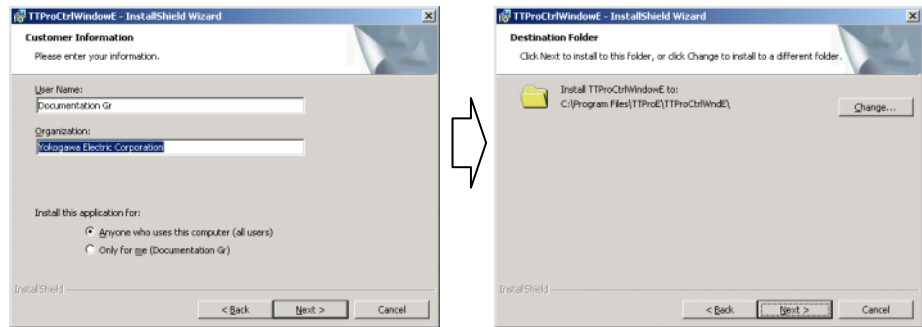 TTProCtrlWindowE - InstallShield Wizard
Customer Information
Please enter your information.
User Name:
Documentation Gr
Organization:
Yokogawa Electric Corporation
Install this application for:
Anyone who uses this computer (all users)
Only for me (Documentation Gr)
InstallShield
< Back
Next >
Cancel
TTProCtrlWindowE - InstallShield Wizard
Destination Folder
Click Next to install to this folder, or click Change to install to a different folder.
Install TTProCtrlWindowE to:
C:\Program Files\TTProE\TTProCtrlWndE\
Change...
InstallShield
< Back
Next >
Cancel